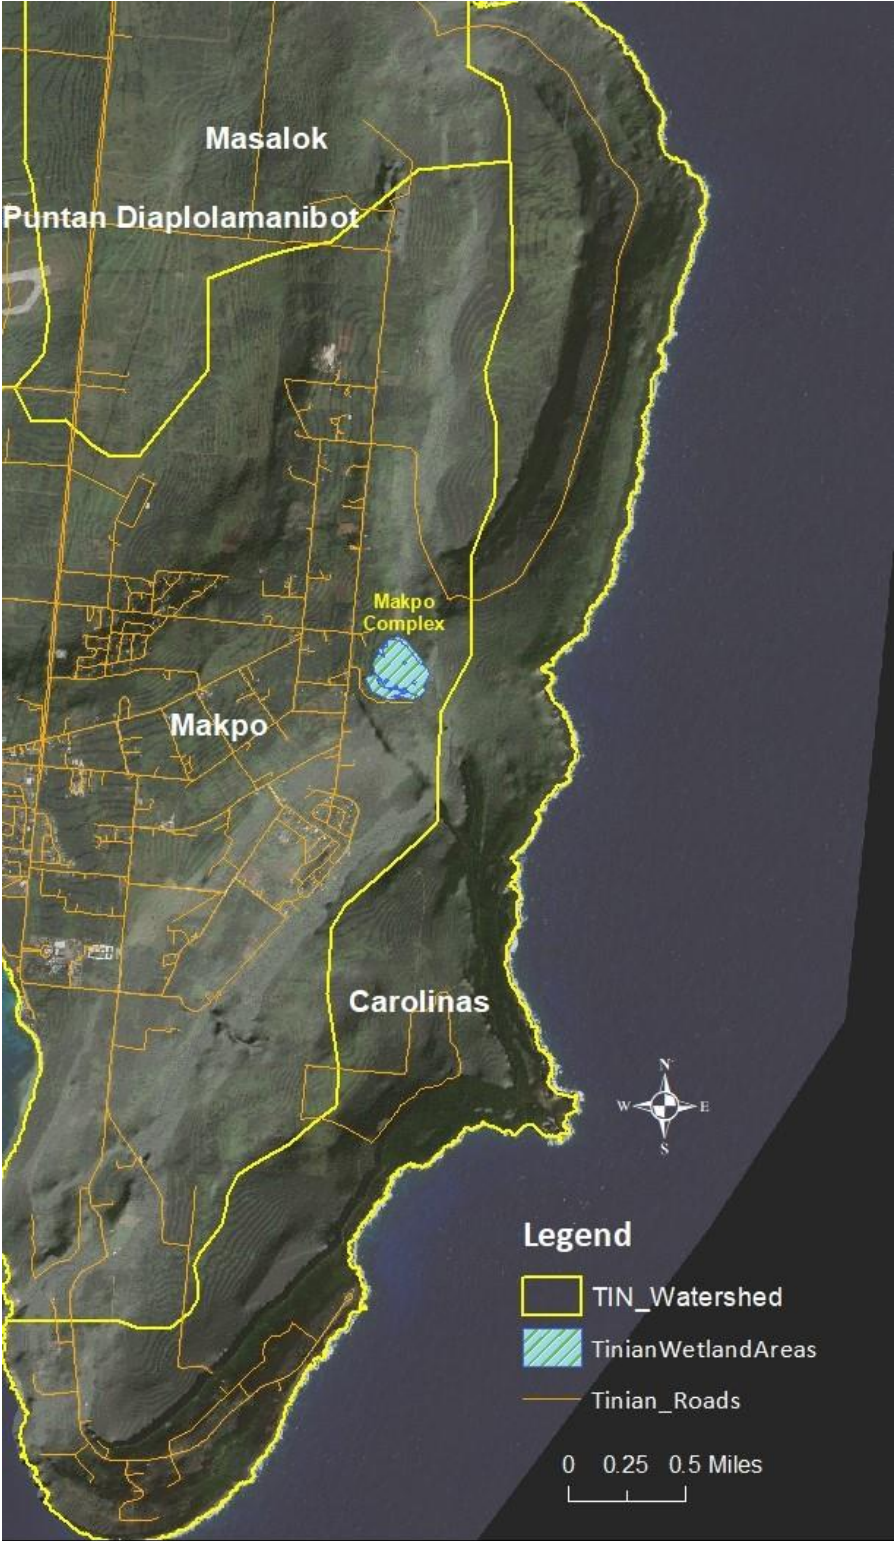 Masalok
Puntan Diaplolamanibot
Makpo
Complex
Makpo
Carolinas
N
W E
S
Legend
TIN_Watershed
TinianWetlandAreas
Tinian_Roads
0 0.25 0.5 Miles